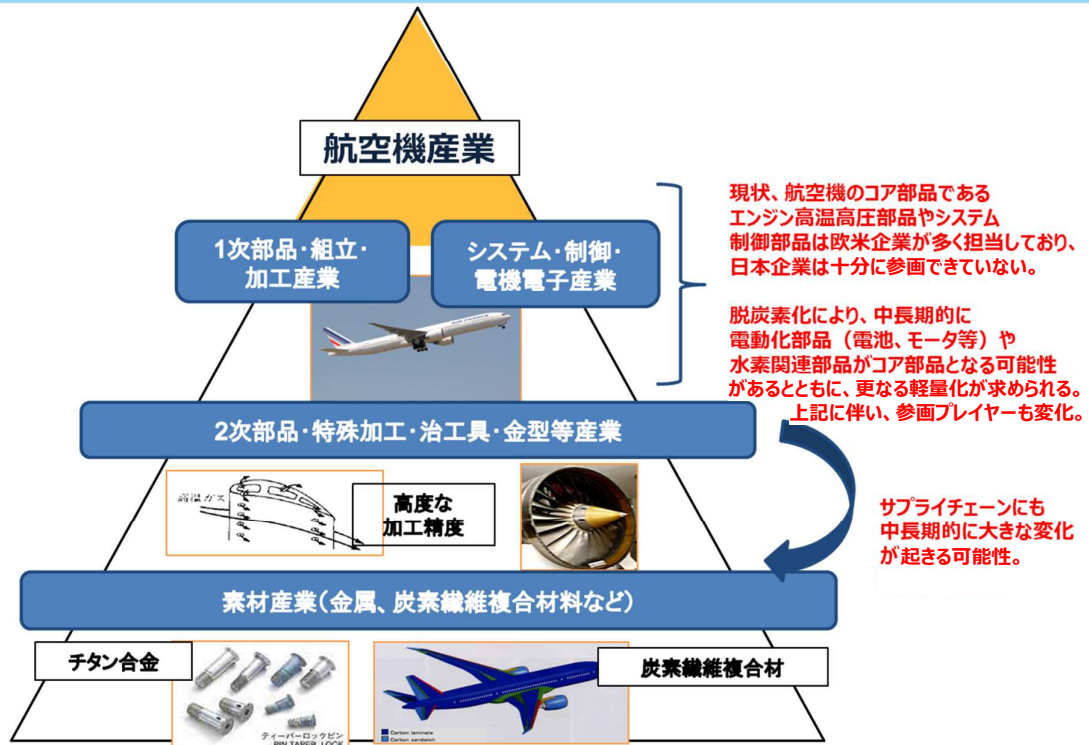 航空機産業
1次部品・組立・
加工産業
システム・制御・
電機電子産業
現状、航空機のコア部品である
エンジン高温高圧部品やシステム
制御部品は欧米企業が多く担当しており、
日本企業は十分に参画できていない。
脱炭素化により、中長期的に
電動化部品（電池、モータ等）や
水素関連部品がコア部品となる可能性
があるとともに、更なる軽量化が求められる。
上記に伴い、参画プレイヤーも変化。
2次部品・特殊加工・治工具・金型等産業
高温ガス
高度な
加工精度
サプライチェーンにも
中長期的に大きな変化
が起きる可能性。
素材産業（金属、炭素繊維複合材料など）
チタン合金
炭素繊維複合材
テイーパーロックピン
PIN TAPER LOCK
Carbon laminate
Carbon sandwich